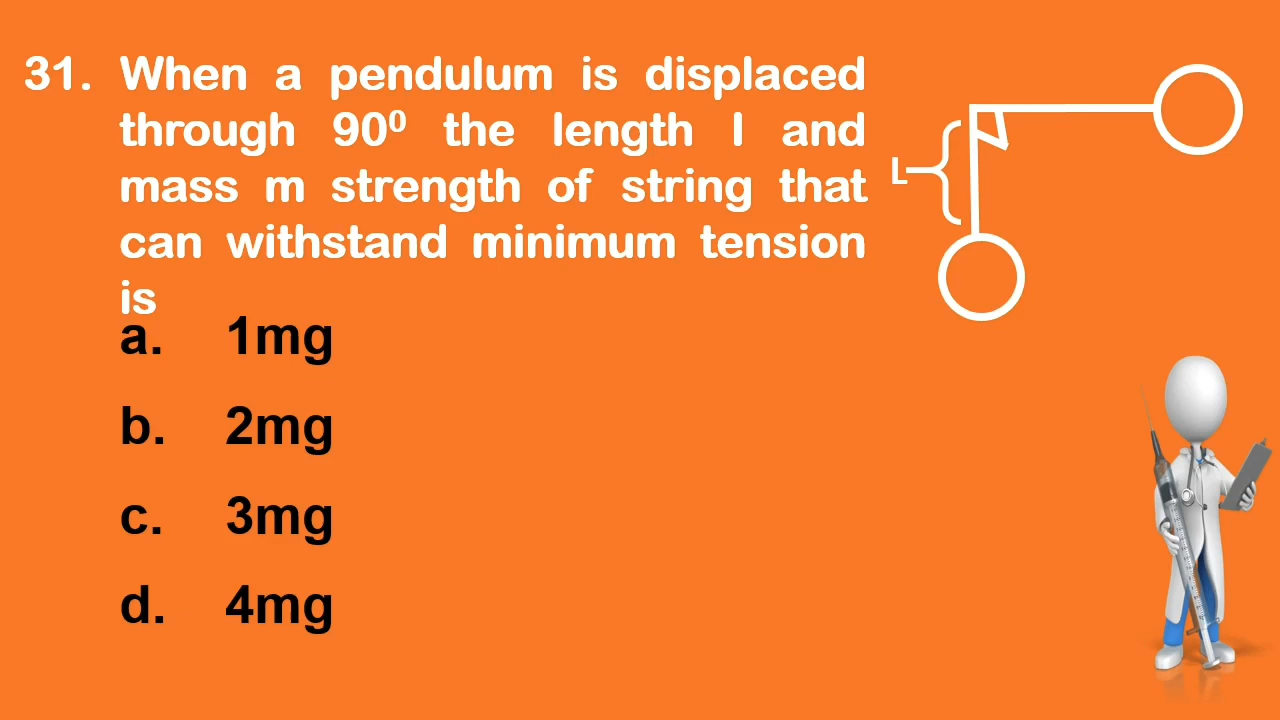 31. When a pendulum is displaced
through 90⁰ the length l and
mass m strength of string that
can withstand minimum tension
is
a. 1mg
b. 2mg
c. 3mg
d. 4mg
L